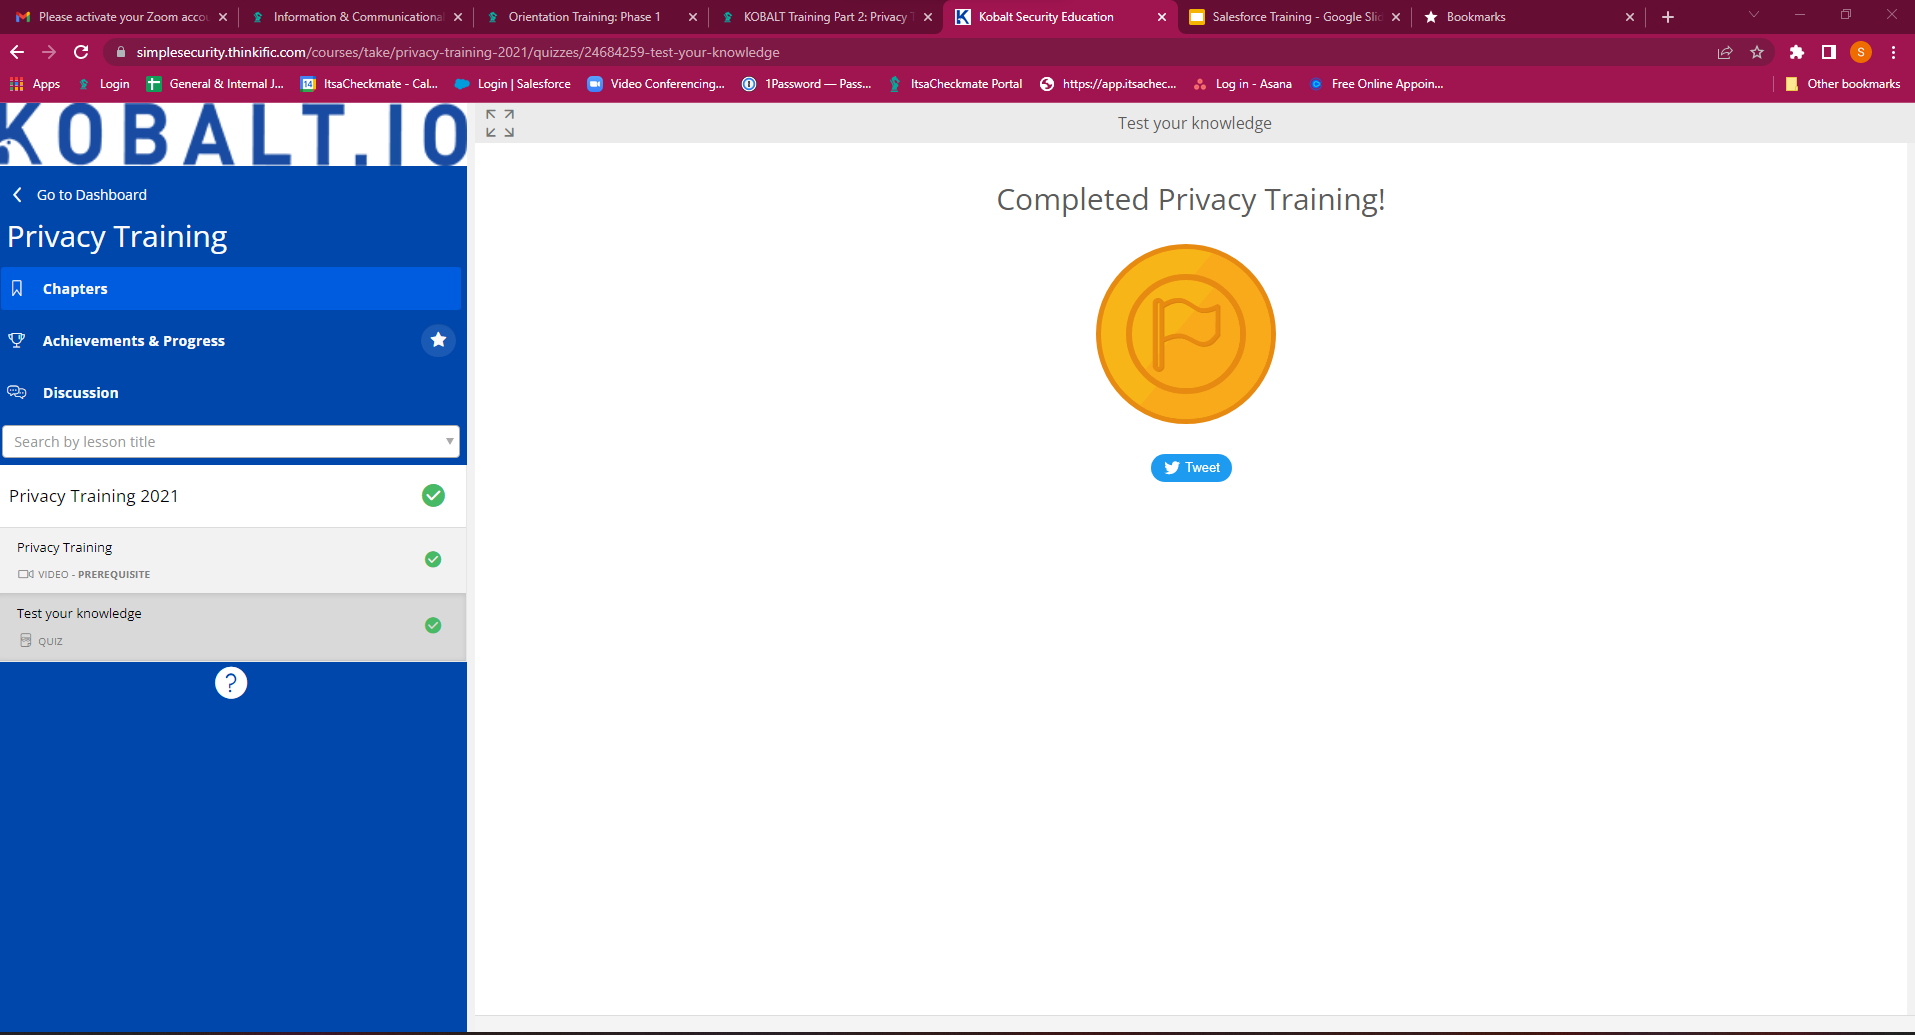 Please activate your Zoom acco
Information & Communicationa
Orientation Training: Phase 1
KOBALT Training Part 2: Privacy T
Kobalt Security Education
Salesforce Training - Google Slid
Bookmarks
simplesecurity.thinkific.com/courses/take/privacy-training-2021/quizzes/24684259-test-your-knowledge
S
Apps
Login
General & Internal J...
14
ItsaCheckmate - Cal...
Login | Salesforce
Video Conferencing...
1Password — Pass...
ItsaCheckmate Portal
https://app.itsachec...
Log in - Asana
Free Online Appoin...
Other bookmarks
KOBALT.IO
Test your knowledge
Go to Dashboard
Privacy Training
Chapters
Achievements & Progress
Discussion
Search by lesson title
Privacy Training 2021
Privacy Training
VIDEO - PREREQUISITE
Test your knowledge
QUIZ
?
Completed Privacy Training!
Tweet